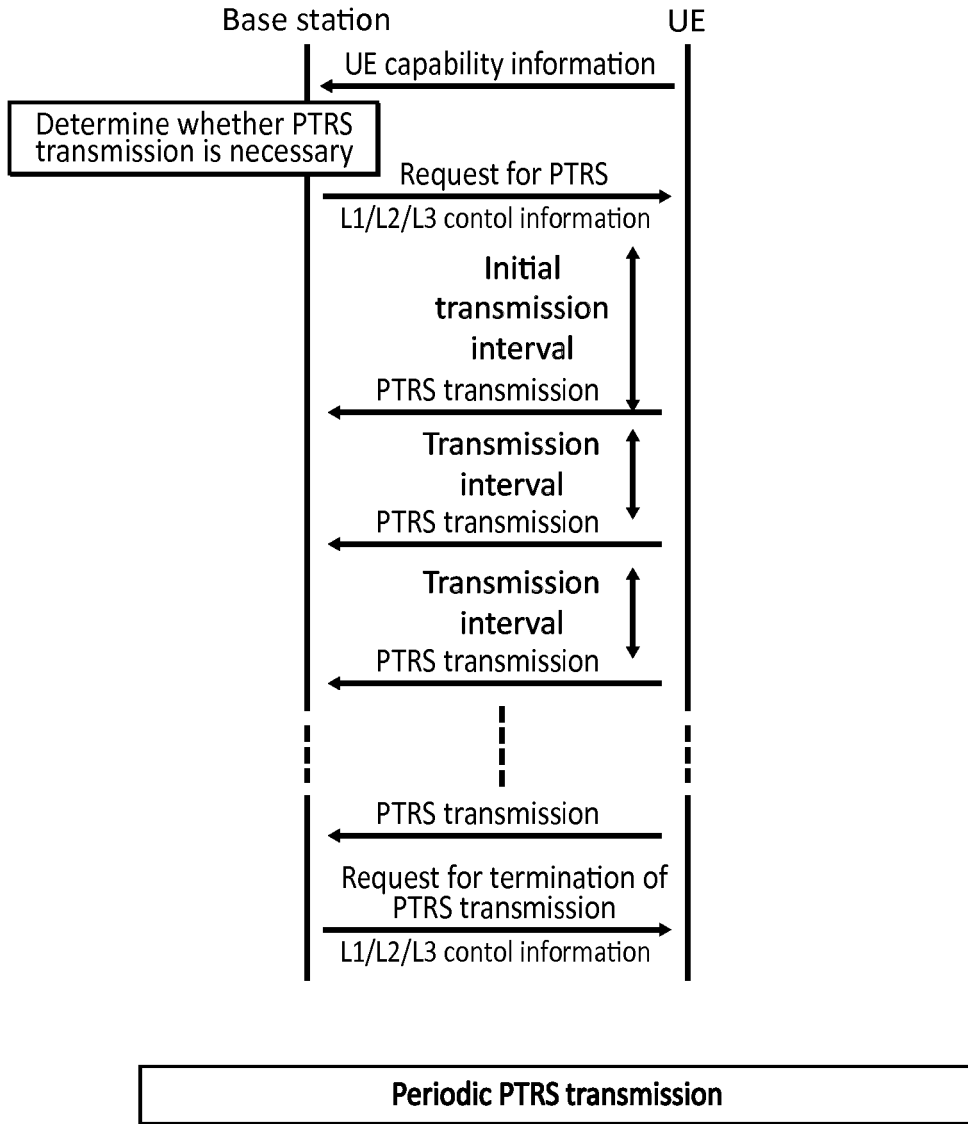 Base station
UE
UE capability information
Determine whether PTRS
transmission is necessary
Request for PTRS
L1/L2/L3 contol information
Initial
transmission
interval
PTRS transmission
Transmission
interval
PTRS transmission
Transmission
interval
PTRS transmission
PTRS transmission
Request for termination of
PTRS transmission
L1/L2/L3 contol information
Periodic PTRS transmission